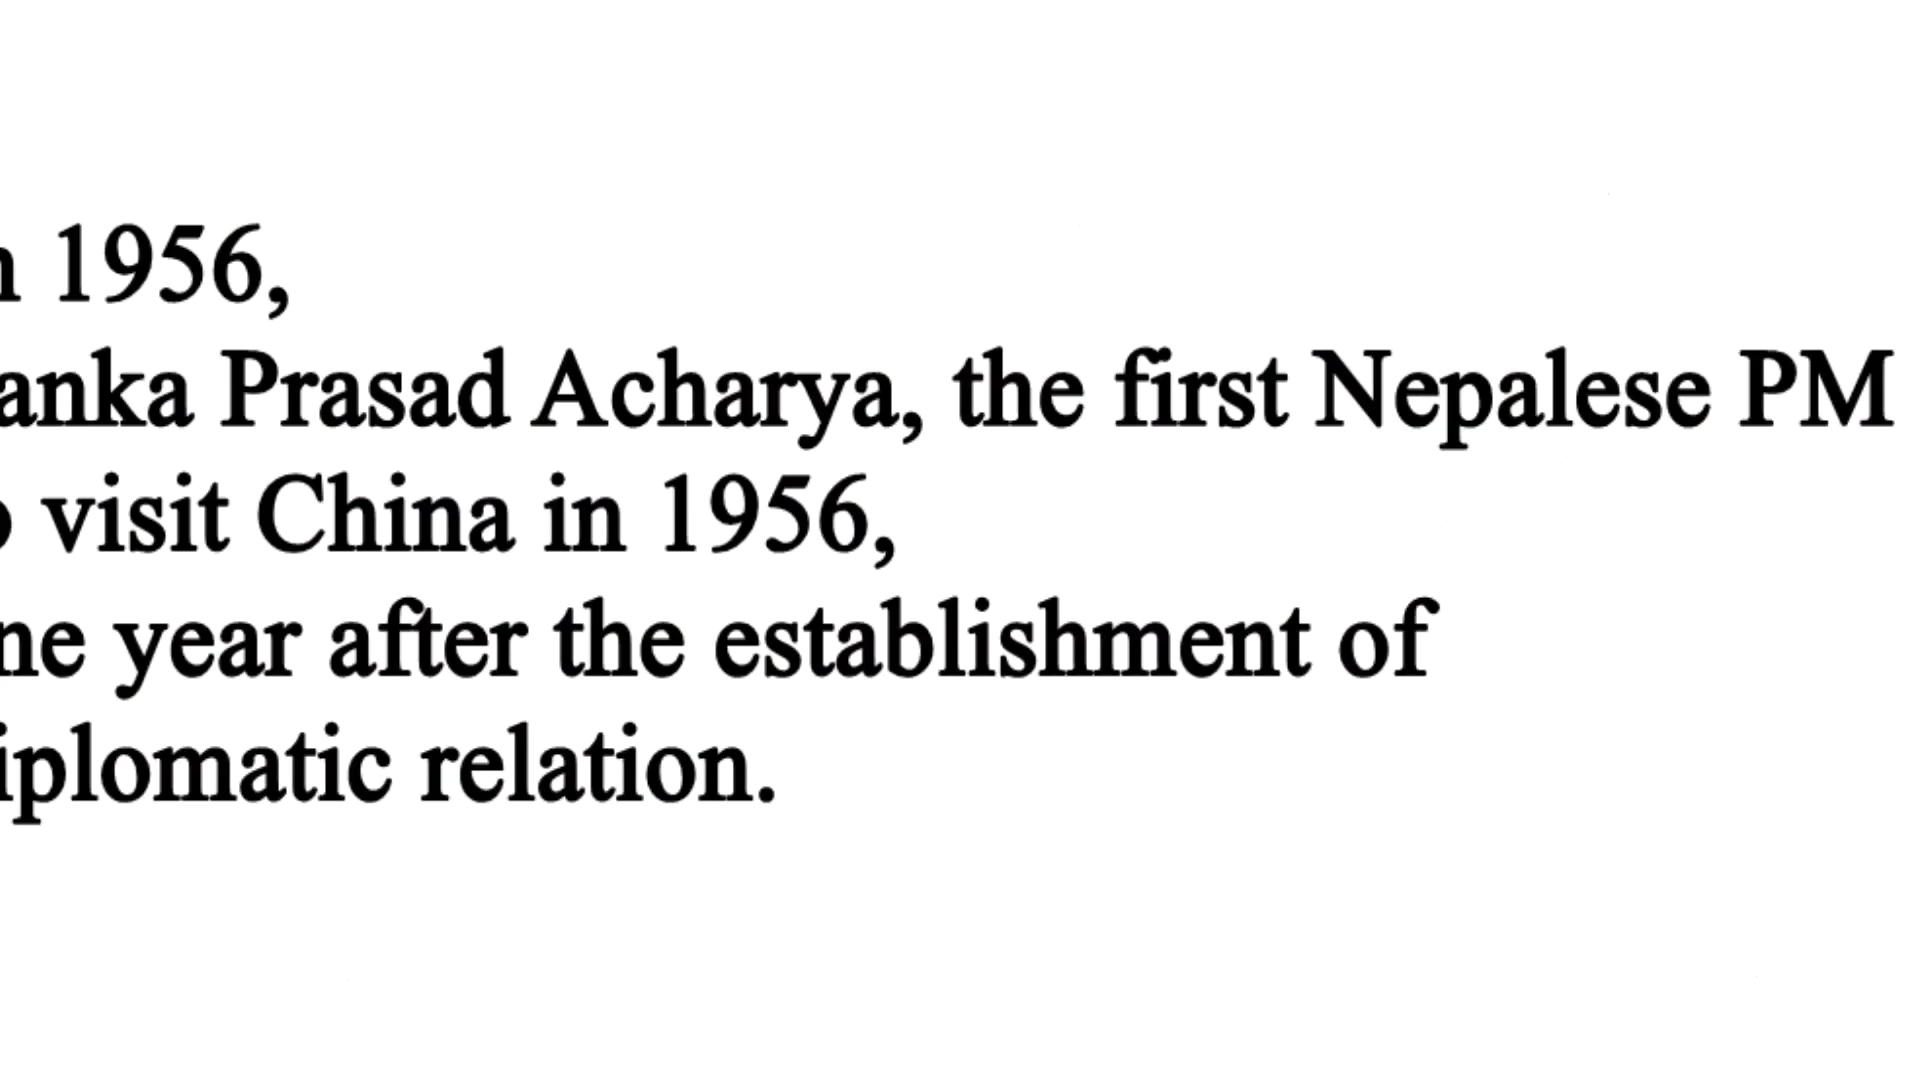 n 1956,
anka Prasad Acharya, the first Nepalese PM
visit China in 1956,
ne year after the establishment of
iplomatic relation.